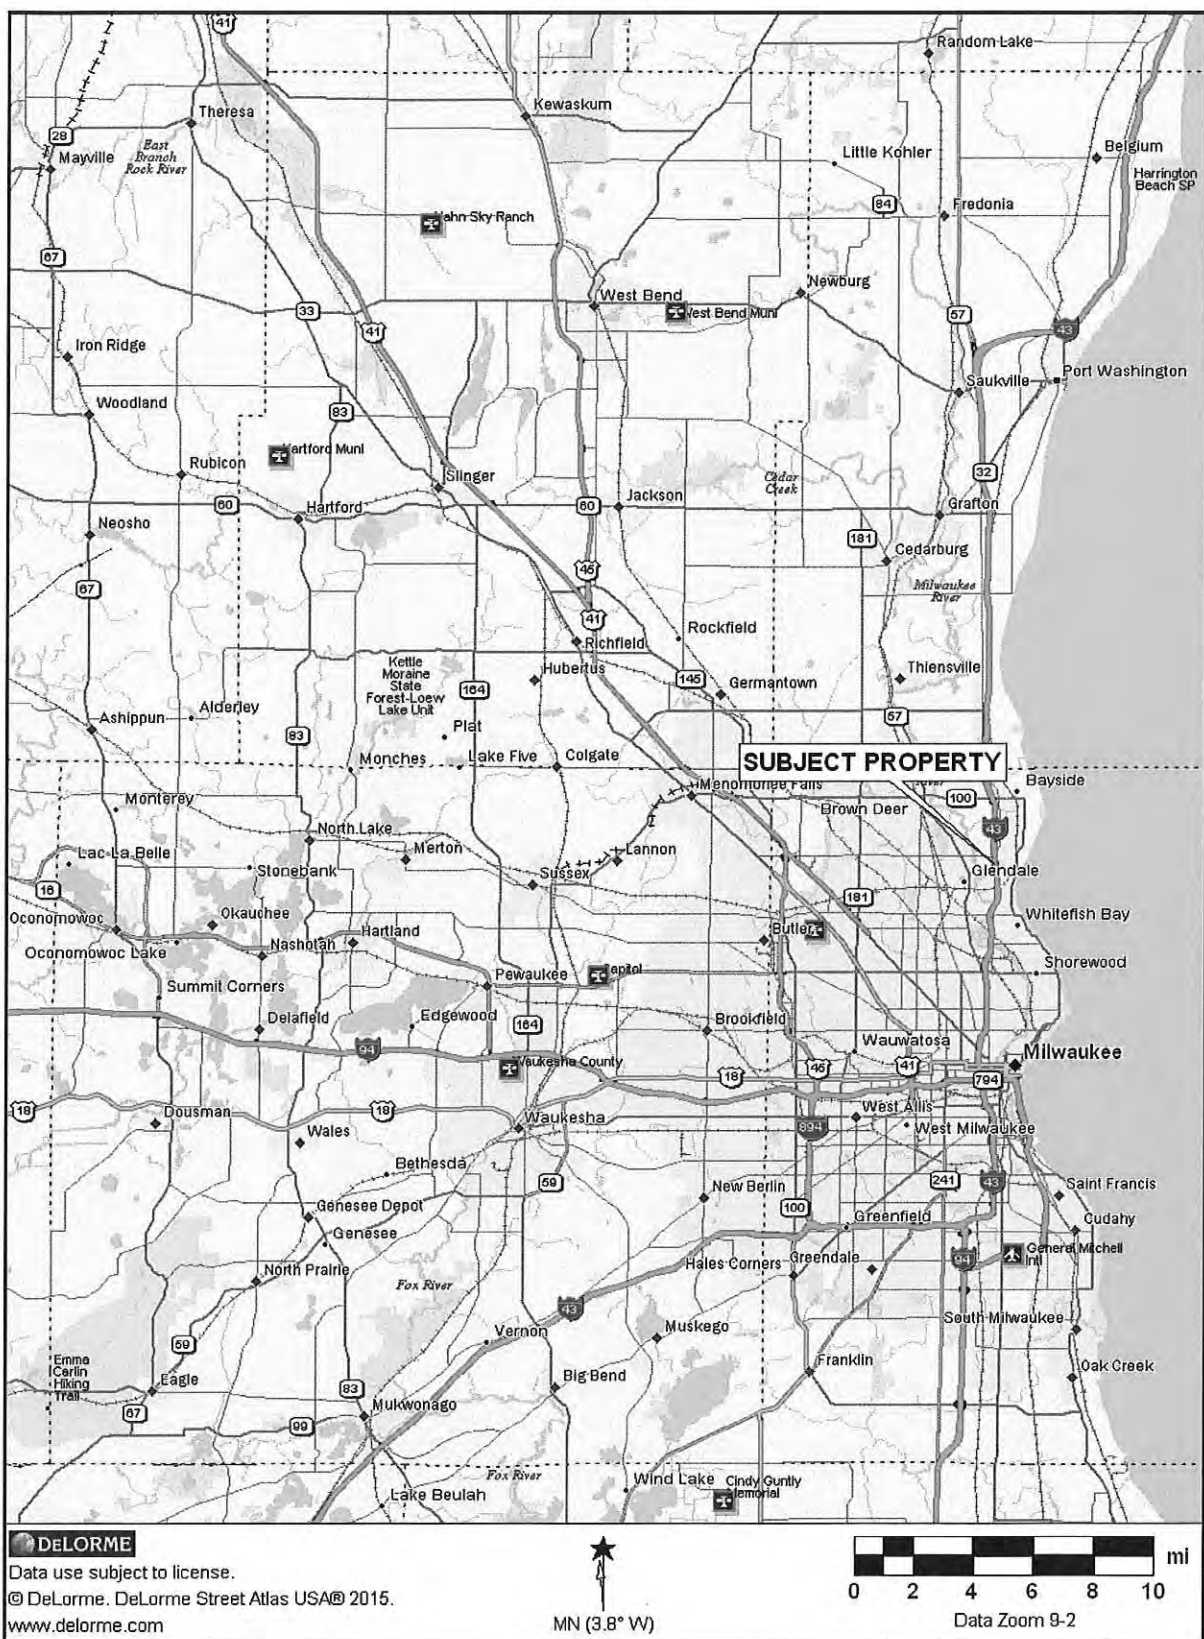 41
Random Lake
Theresa
Kewaskum
28
Mayville
East
Branch
Rock River
Little Kohler
Belgium
Harrington
Beach SP
84
Fredonia
Hahn Sky Ranch
67
Newburg
West Bend
West Bend Muni
33
41
57
43
Iron Ridge
Port Washington
Saukville
Woodland
83
Hartford Muni
Rubicon
Slinger
Cedar
Creek
32
60
Hartford
60
Jackson
Grafton
Neosho
181
Cedarburg
67
45
Milwaukee
River
41
Richfield
Rockfield
Kettle
Moraine
State
Forest-Loew
Lake Unit
164
Hubertus
145
Germantown
Thiensville
57
Ashippun
Alderley
83
Plat
Monches
Lake Five
Colgate
SUBJECT PROPERTY
River
Bayside
Menomonee Falls
100
Monterey
Brown Deer
43
North Lake
Lac La Belle
Merton
Lannon
Stonebank
Sussex
Glendale
16
181
Oconomowoc
Okauchee
Whitefish Bay
Butler
Hartland
Nashotah
Oconomowoc Lake
Pewaukee
Capitol
Shorewood
Summit Corners
Delafield
Edgewood
164
Brookfield
Wauwatosa
94
Waukesha County
Milwaukee
45
41
18
794
18
Dousman
18
Waukesha
West Allis
894
West Milwaukee
Wales
Bethesda
59
New Berlin
241
43
Saint Francis
100
Genesee Depot
Greenfield
Cudahy
Genesee
General Mitchell
Intl
North Prairie
Fox River
Hales Corners
Greendale
94
43
59
Vernon
Muskego
South Milwaukee
Emma
Carlin
Hiking
Trail
Eagle
Franklin
Oak Creek
67
83
Big Bend
99
Mukwonago
Fox River
Lake Beulah
Wind Lake
Cindy Guntly
Memorial
DELORME
Data use subject to license.
© DeLorme. DeLorme Street Atlas USA® 2015.
www.delorme.com
MN (3.8° W)
mi
0 2 4 6 8 10
Data Zoom 9-2